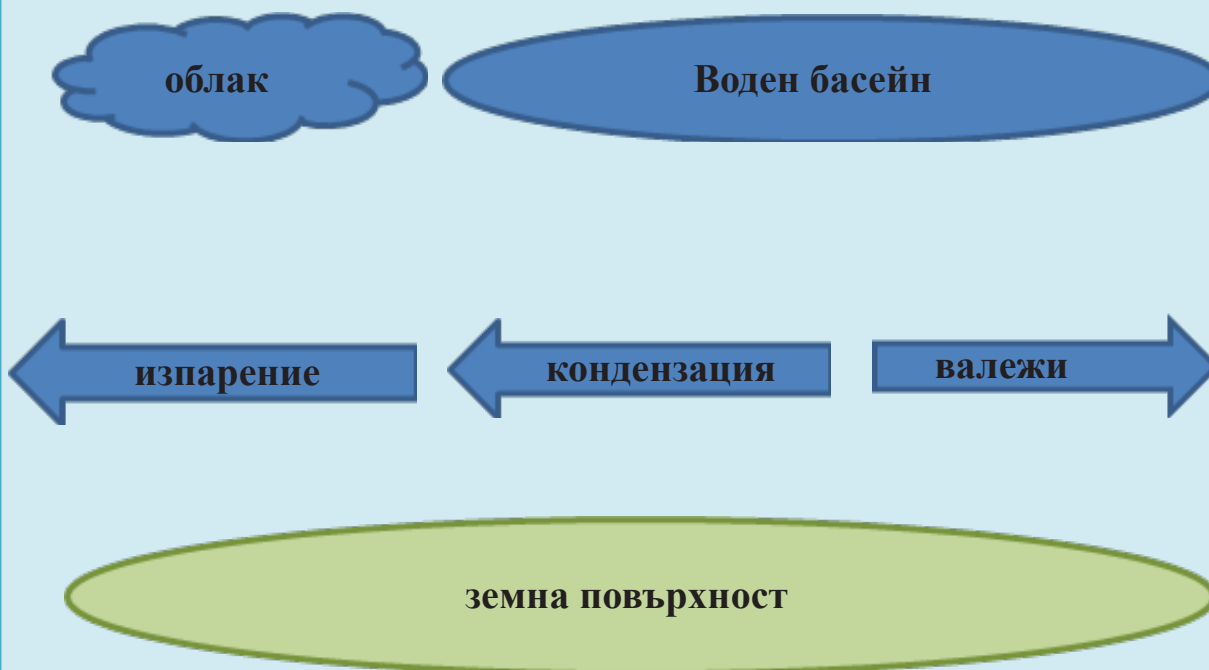 облак
Воден басейн
изпарение
кондензация
валежи
земна повърхност